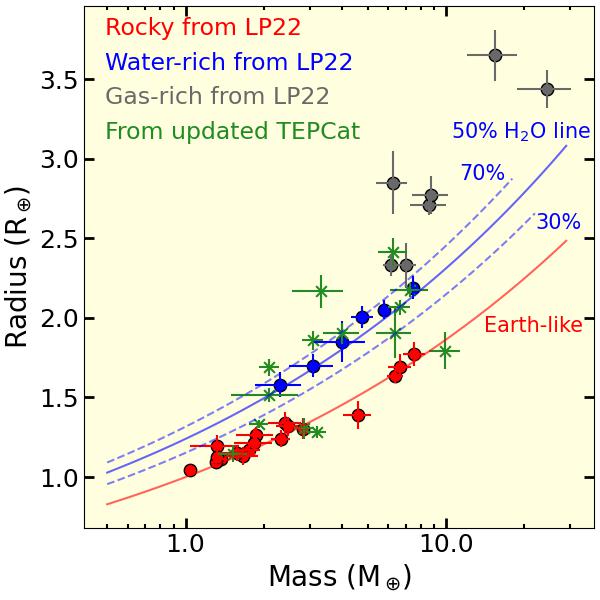 Rocky from LP22
Water-rich from LP22
Gas-rich from LP22
From updated TEPCat
50% H₂O line
70%
30%
Earth-like
3.5
3.0
2.5
2.0
1.5
1.0
Radius (R⊕)
1.0 10.0
Mass (M⊕)